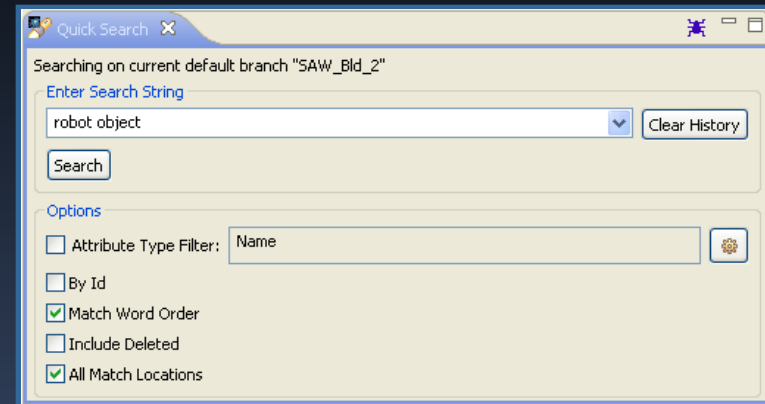 Quick Search
Searching on current default branch "SAW_Bld_2"
Enter Search String
robot object
Clear History
Search
Options
Attribute Type Filter: Name
By Id
Match Word Order
Include Deleted
All Match Locations